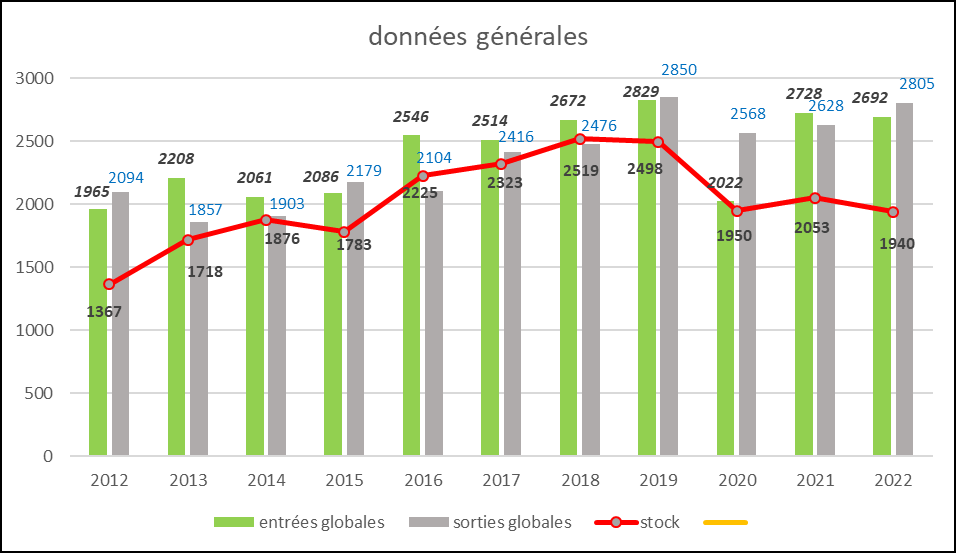 données générales
3000
2500
2000
1500
1000
500
0
1965 2094 1367
2208 1857 1718
2061 1903 1876
2086 2179 1783
2546 2104 2225
2514 2416 2323
2672 2476 2519
2829 2850 2498
2022 2568 1950
2728 2628 2053
2692 2805 1940
2012 2013 2014 2015 2016 2017 2018 2019 2020 2021 2022
entrées globales sorties globales stock